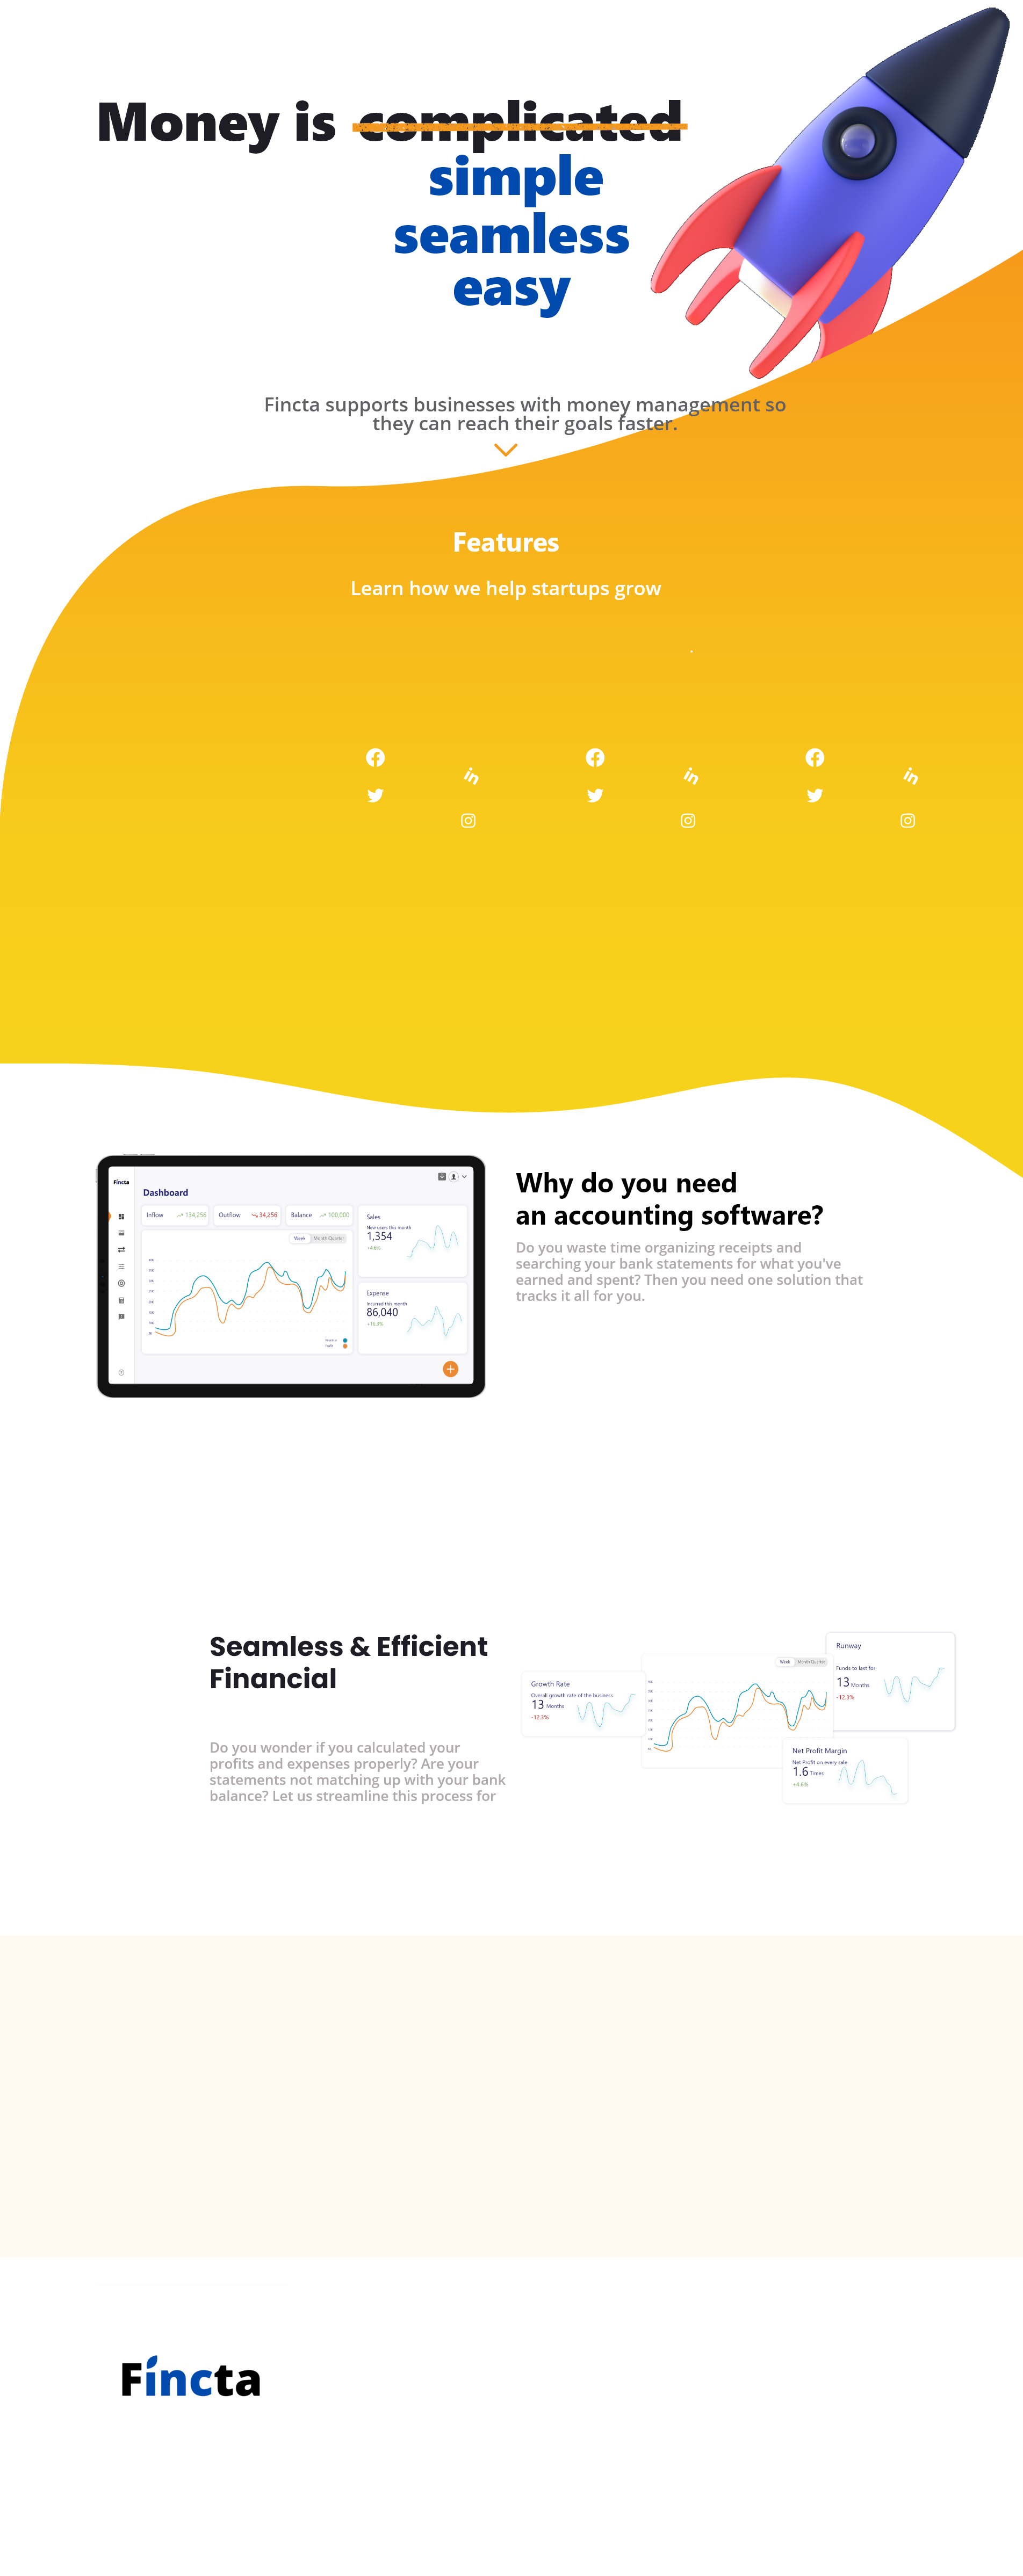 Money is complicated
simple
seamless
easy
Fincta supports businesses with money management so
they can reach their goals faster.
Features
Learn how we help startups grow
Fincta
Dashboard
Inflow 134,256
Outflow 34,256
Balance 100,000
Week Month Quarter
Sales
New users this month
1,354
+4.6%
Expense
Incurred this month
86,040
+16.3%
Why do you need
an accounting software?
Do you waste time organizing receipts and
searching your bank statements for what you've
earned and spent? Then you need one solution that
tracks it all for you.
Seamless & Efficient
Financial
Do you wonder if you calculated your
profits and expenses properly? Are your
statements not matching up with your bank
balance? Let us streamline this process for
Growth Rate
Overall growth rate of the business
13 Months
-12.3%
Week Month Quarter
Runway
Funds to last for
13 Months
-12.3%
Net Profit Margin
Net Profit on every sale
1.6 Times
+4.6%
Fincta